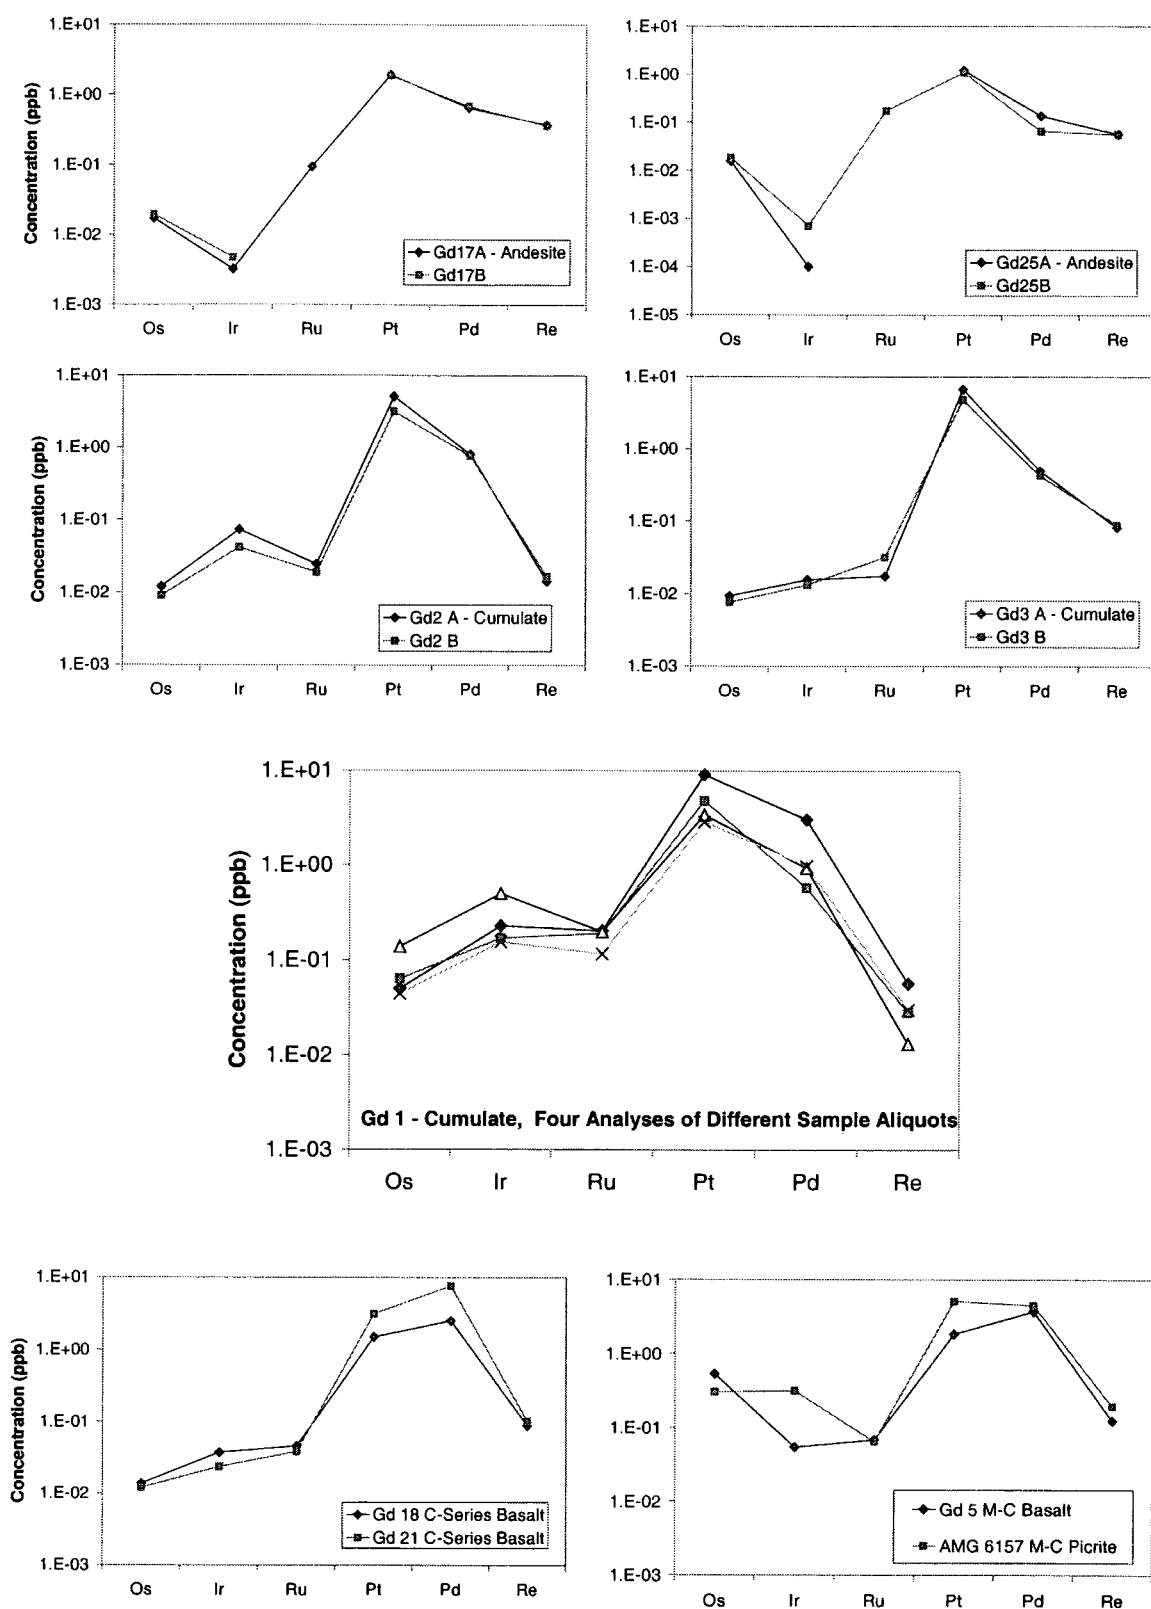 1.E+01
1.E+00
1.E-01
1.E-02
1.E-03
Concentration (ppb)
Os Ir Ru Pt Pd Re
Gd17A - Andesite
Gd17B
1.E+01
1.E+00
1.E-01
1.E-02
1.E-03
1.E-04
1.E-05
Os Ir Ru Pt Pd Re
Gd25A - Andesite
Gd25B
1.E+01
1.E+00
1.E-01
1.E-02
1.E-03
Concentration (ppb)
Os Ir Ru Pt Pd Re
Gd2 A - Cumulate
Gd2 B
1.E+01
1.E+00
1.E-01
1.E-02
1.E-03
Os Ir Ru Pt Pd Re
Gd3 A - Cumulate
Gd3 B
1.E+01
1.E+00
1.E-01
1.E-02
1.E-03
Concentration (ppb)
Gd 1 - Cumulate, Four Analyses of Different Sample Aliquots
Os Ir Ru Pt Pd Re
1.E+01
1.E+00
1.E-01
1.E-02
1.E-03
Concentration (ppb)
Os Ir Ru Pt Pd Re
Gd 18 C-Series Basalt
Gd 21 C-Series Basalt
1.E+01
1.E+00
1.E-01
1.E-02
1.E-03
Os Ir Ru Pt Pd Re
Gd 5 M-C Basalt
AMG 6157 M-C Picrite